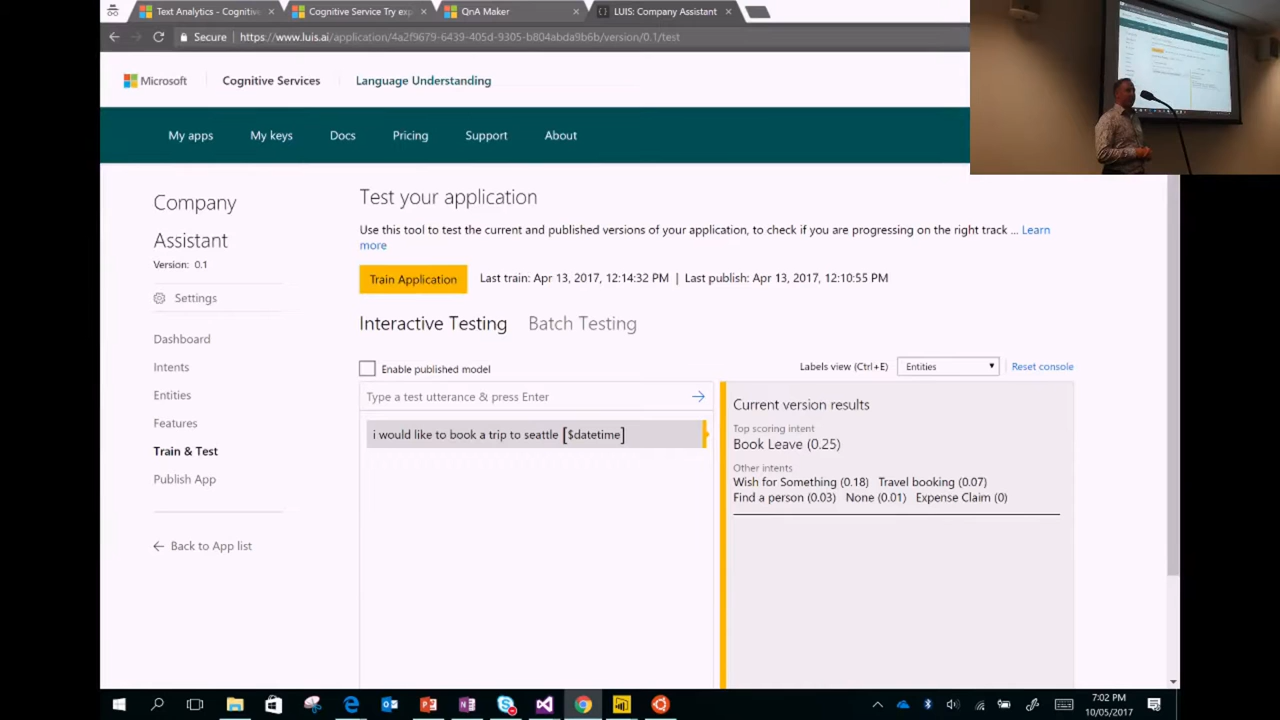 Text Analytics - Cognitive
Cognitive Service Try exp
QnA Maker
LUIS: Company Assistant
Secure
https://www.luis.ai/application/4a2f9679-6439-405d-9305-b804abda9b6b/version/0.1/test
Microsoft
Cognitive Services
Language Understanding
My apps
My keys
Docs
Pricing
Support
About
Company
Assistant
Version: 0.1
Settings
Dashboard
Intents
Entities
Features
Train & Test
Publish App
Back to App list
Test your application
Use this tool to test the current and published versions of your application, to check if you are progressing on the right track ... Learn
more
Train Application
Last train: Apr 13, 2017, 12:14:32 PM | Last publish: Apr 13, 2017, 12:10:55 PM
Interactive Testing
Batch Testing
Enable published model
Labels view (Ctrl+E)
Entities
Reset console
Type a test utterance & press Enter
i would like to book a trip to seattle [$datetime]
Current version results
Top scoring intent
Book Leave (0.25)
Other intents
Wish for Something (0.18) Travel booking (0.07)
Find a person (0.03) None (0.01) Expense Claim (0)
7:02 PM
10/05/2017